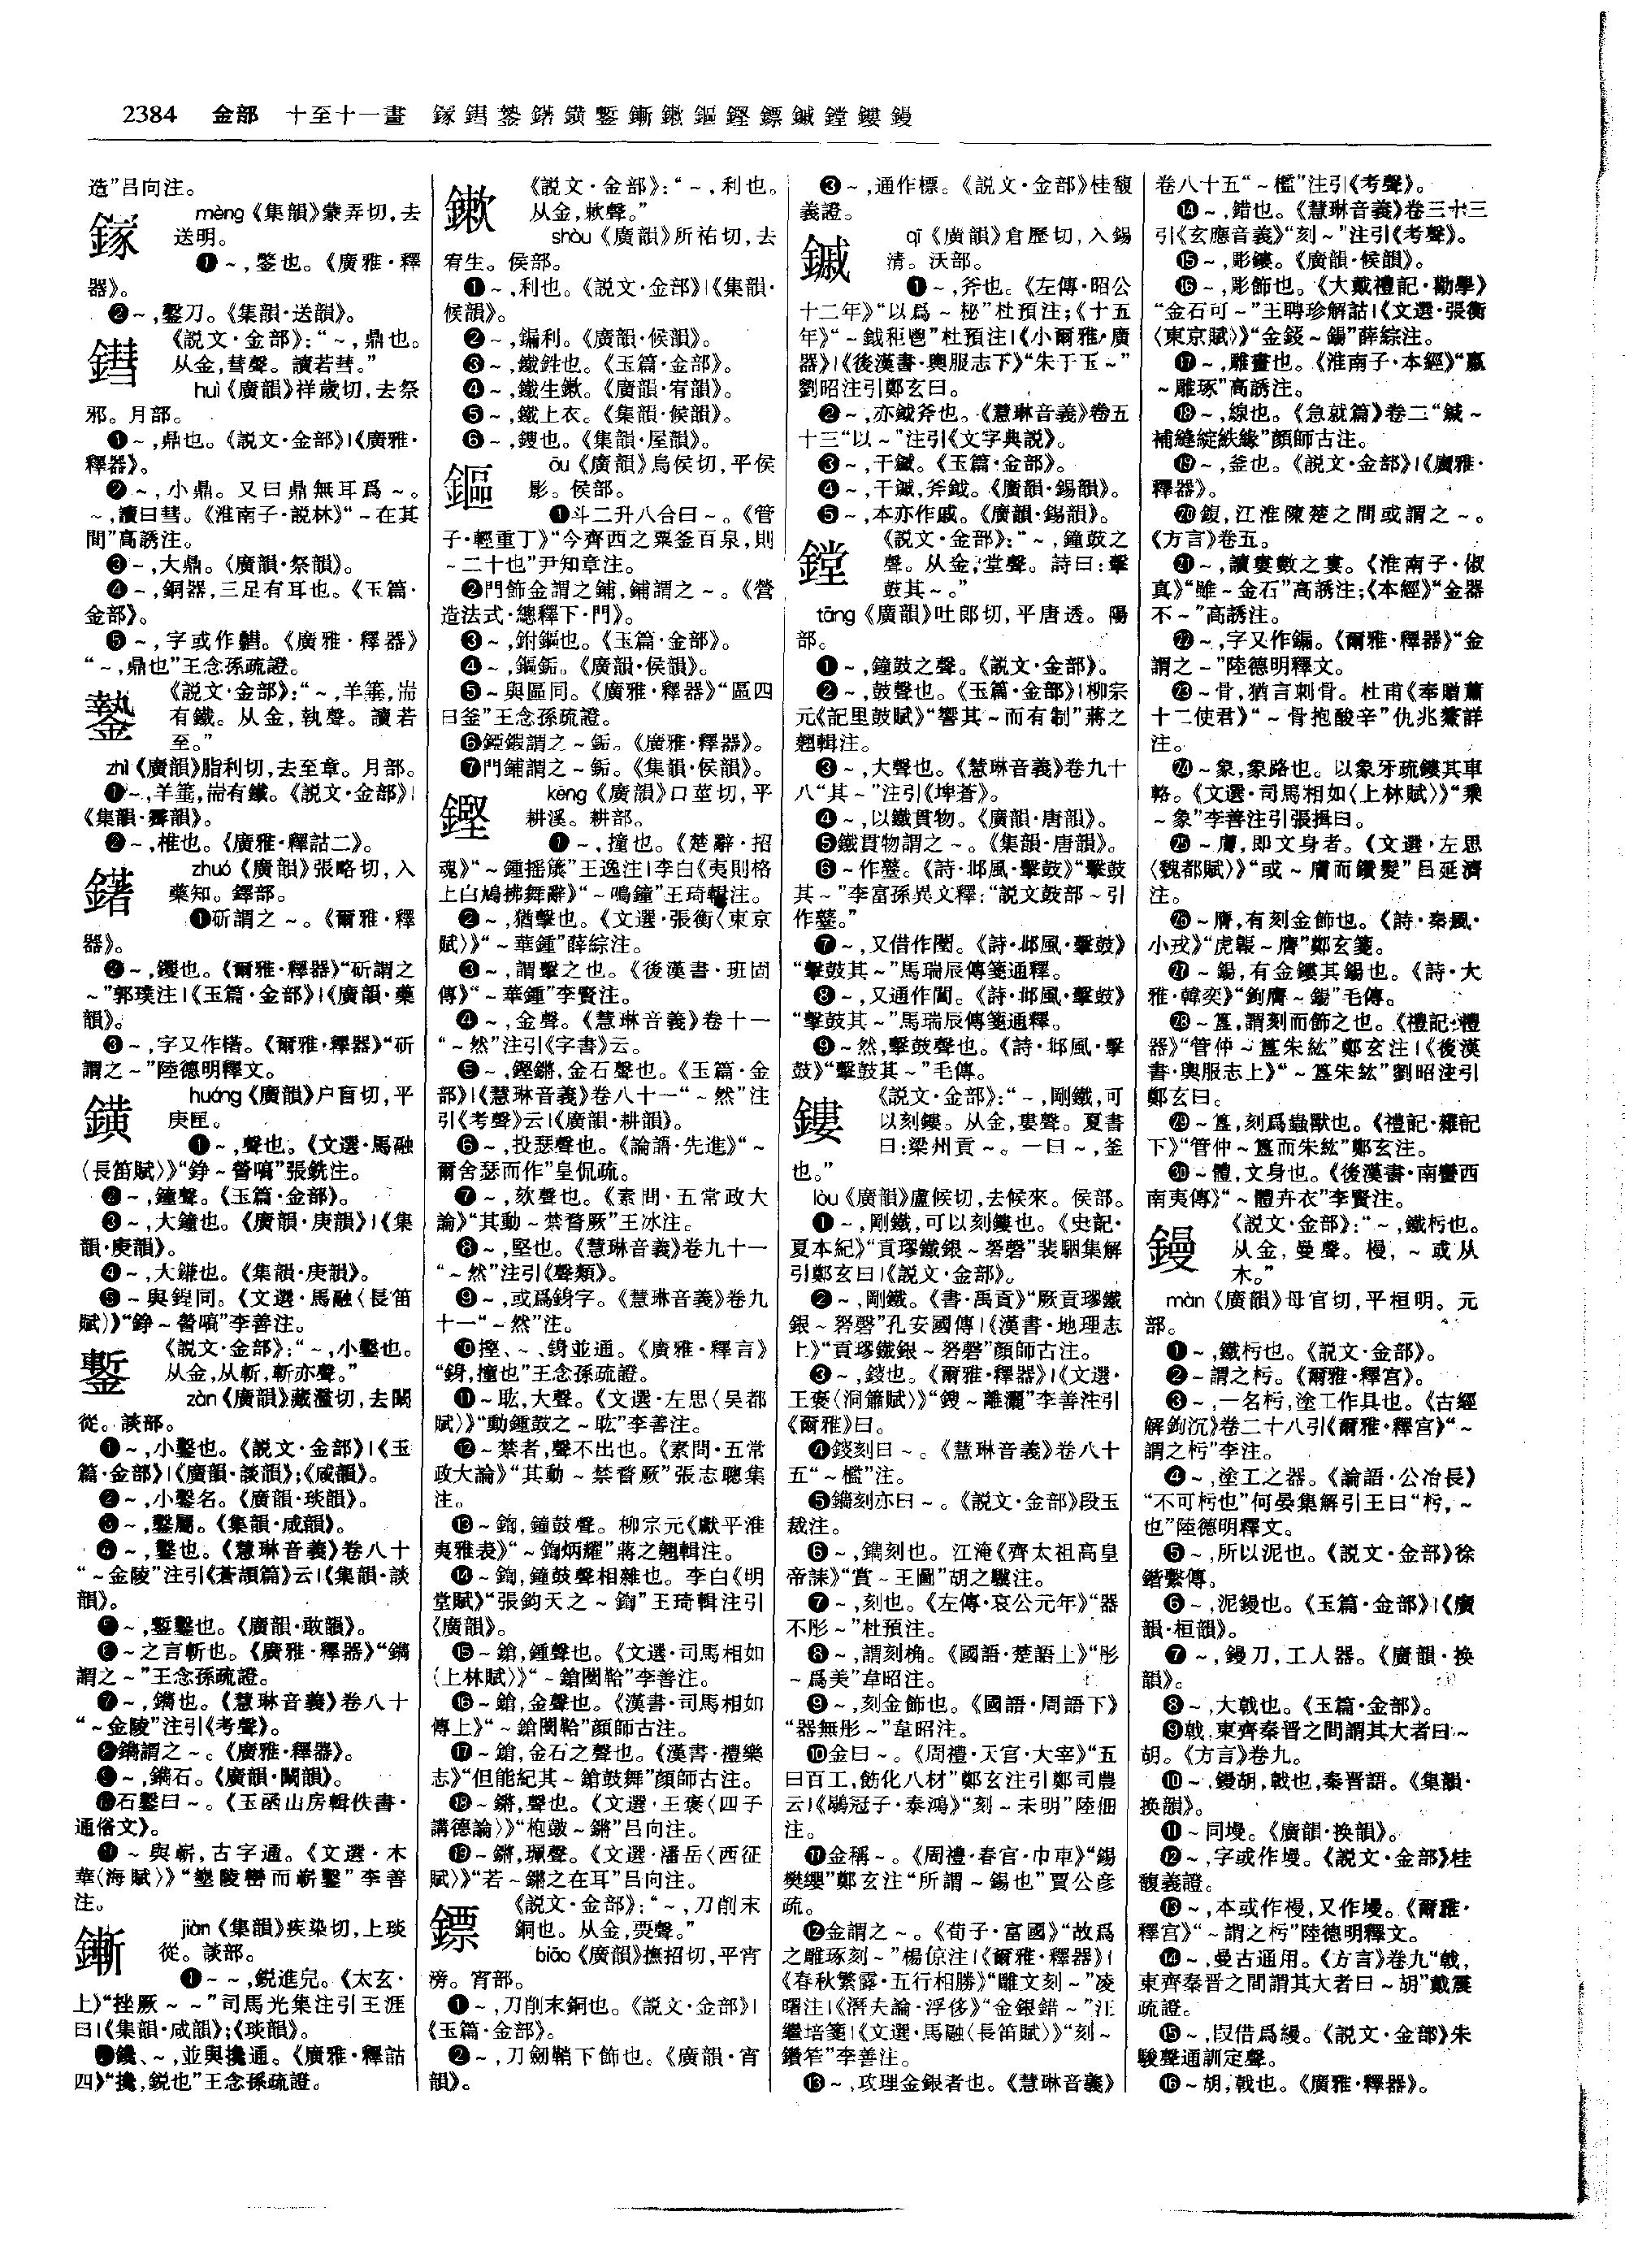 2384 金部 十至十一畫 鎵鏏鏊鐯鐄鏨鏩鏉鏂鏗鏢鏚鏜鏤鏝
造”吕向注。
mèng《集韻》蒙弄切,去
送明。
❶~,鏊也。《廣雅·釋
器》。
❷~,鑿刀。《集韻·送韻》。
鏏
《説文·金部》:“~,鼎也。
从金,彗聲。讀若彗。”
huì《廣韻》祥歲切,去祭
邪。月部。
❶~,鼎也。《説文·金部》|《廣雅·
釋器》。
❷~,小鼎。又曰鼎無耳爲~。
~,讀曰彗。《淮南子·説林》“~在其
間”高誘注。
❸~,大鼎。《廣韻·祭韻》。
❹~,銅器,三足有耳也。《玉篇·
金部》。
❺~,字或作䥨。《廣雅·釋器》
“~,鼎也”王念孫疏證。
《説文·金部》:“~,羊箠,耑
有鐵。从金,執聲。讀若
至。”
zhì《廣韻》脂利切,去至章。月部。
❶~,羊箠,耑有鐵。《説文·金部》|
❷~,椎也。《廣雅·釋詁二》。
鐯
zhuó《廣韻》張略切,入
藥知。鐸部。
❶斫謂之~。《爾雅·釋
器》。
❷~,钁也。《爾雅·釋器》“斫謂之
~”郭璞注|《玉篇·金部》|《廣韻·藥
韻》。
❸~,字又作楮。《爾雅·釋器》“斫
謂之~”陸德明釋文。
鐄
huáng《廣韻》户盲切,平
庚匣。
❶~,聲也。《文選·馬融
〈長笛賦〉》“錚~謍嗃”張銑注。
❷~,鐘聲。《玉篇·金部》。
❸~,大鐘也。《廣韻·庚韻》|《集
韻·庚韻》。
❹~,大鎌也。《集韻·庚韻》。
❺~與鍠同。《文選·馬融〈長笛
賦〉》“錚~謍嗃”李善注。
鏨
《説文·金部》:“~,小鑿也。
从金,从斬,斬亦聲。”
zàn《廣韻》藏濫切,去闞
從。談部。
❶~,小鑿也。《説文·金部》|《玉
篇·金部》|《廣韻·談韻》;《咸韻》。
❷~,小鑿名。《廣韻·琰韻》。
❸~,鑿屬。《集韻·咸韻》。
❹~,鑿也。《慧琳音義》卷八十
“~金陵”注引《蒼頡篇》云|《集韻·談
韻》。
❺~,鏨鑿也。《廣韻·敢韻》。
❻~之言斬也。《廣雅·釋器》“鐫
謂之~”王念孫疏證。
❼~,鐫也。《慧琳音義》卷八十
“~金陵”注引《考聲》。
❽鐫謂之~。《廣雅·釋器》。
❾~,鐫石。《廣韻·闞韻》。
❿石鑿曰~。《玉函山房輯佚書·
通俗文》。
⓫~與嶃,古字通。《文選·木
華〈海賦〉》“鏨陵巒而嶄鑿”李善
注。
鏩
jiàn《集韻》疾染切,上琰
從。談部。
❶~~,鋭進皃。《太玄·
上》“挫厥~~”司馬光集注引王涯
曰|《集韻·咸韻》;《琰韻》。
❷鑱、~,並與攙通。《廣雅·釋詁
四》“攙,鋭也”王念孫疏證。
鏉
《説文·金部》:“~,利也。
从金,欶聲。”
shòu《廣韻》所祐切,去
宥生。侯部。
❶~,利也。《説文·金部》|《集韻·
候韻》。
❷~,鏥利。《廣韻·候韻》。
❸~,鐵鉎也。《玉篇·金部》。
❹~,鐵生鏉。《廣韻·宥韻》。
❺~,鐵上衣。《集韻·候韻》。
❻~,鍥也。《集韻·屋韻》。
鏂
ōu《廣韻》烏侯切,平侯
影。侯部。
❶斗二升八合曰~。《管
子·輕重丁》“今齊西之粟釜百泉,則
~二十也”尹知章注。
❷門飾金謂之鋪,鋪謂之~。《營
造法式·總釋下·門》。
❸~,鉜鏂也。《玉篇·金部》。
❹~,鏂銗。《廣韻·侯韻》。
❺~與區同。《廣雅·釋器》“區四
曰釜”王念孫疏證。
❻錏鍜謂之~銗。《廣雅·釋器》。
❼門鋪謂之~銗。《集韻·侯韻》。
鏗
kēng《廣韻》口莖切,平
耕溪。耕部。
❶~,撞也。《楚辭·招
魂》“~鍾摇簴”王逸注|李白《夷則格
上白鳩拂舞辭》“~鳴鐘”王琦輯注。
❷~,猶擊也。《文選·張衡〈東京
賦〉》“~華鍾”薛綜注。
❸~,謂擊之也。《後漢書·班固
傳》“~華鍾”李賢注。
❹~,金聲。《慧琳音義》卷十一
“~然”注引《字書》云。
❺~,鏗鏘,金石聲也。《玉篇·金
部》|《慧琳音義》卷八十一“~然”注
引《考聲》云|《廣韻·耕韻》。
❻~,投瑟聲也。《論語·先進》“~
爾舍瑟而作”皇侃疏。
❼~,欬聲也。《素問·五常政大
論》“其動~禁瞀厥”王冰注。
❽~,堅也。《慧琳音義》卷九十一
“~然”注引《聲類》。
❾~,或爲銵字。《慧琳音義》卷九
十一“~然”注。
❿摼、~、銵並通。《廣雅·釋言》
“銵,撞也”王念孫疏證。
⓫~耾,大聲。《文選·左思〈吴都
賦〉》“動鍾鼓之~耾”李善注。
⓬~禁者,聲不出也。《素問·五常
政大論》“其動~禁瞀厥”張志聰集
注。
⓭~鍧,鐘鼓聲。柳宗元《獻平淮
夷雅表》“~鍧炳耀”蔣之翹輯注。
⓮~鍧,鐘鼓聲相雜也。李白《明
堂賦》“張鈞天之~鍧”王琦輯注引
《廣韻》。
⓯~鎗,鍾聲也。《文選·司馬相如
〈上林賦〉》“~鎗闛鞈”李善注。
⓰~鎗,金聲也。《漢書·司馬相如
傳上》“~鎗闛鞈”顔師古注。
⓱~鎗,金石之聲也。《漢書·禮樂
志》“但能紀其~鎗鼓舞”顔師古注。
⓲~鏘,聲也。《文選·王褒〈四子
講德論〉》“枹鼓~鏘”吕向注。
⓳~鏘,珮聲。《文選·潘岳〈西征
賦〉》“若~鏘之在耳”吕向注。
鏢
《説文·金部》:“~,刀削末
銅也。从金,票聲。”
biāo《廣韻》撫招切,平宵
滂。宵部。
❶~,刀削末銅也。《説文·金部》|
《玉篇·金部》。
❷~,刀劒鞘下飾也。《廣韻·宵
韻》。
❸~,通作標。《説文·金部》桂馥
義證。
鏚
qī《廣韻》倉歷切,入錫
清。沃部。
❶~,斧也。《左傳·昭公
十二年》“以爲~柲”杜預注;《十五
年》“~鉞秬鬯”杜預注|《小爾雅·廣
器》|《後漢書·輿服志下》“朱干玉~”
劉昭注引鄭玄曰。
❷~,亦鉞斧也。《慧琳音義》卷五
十三“以~”注引《文字典説》。
❸~,干鏚。《玉篇·金部》。
❹~,干鏚,斧鉞。《廣韻·錫韻》。
❺~,本亦作戚。《廣韻·錫韻》。
鏜
《説文·金部》:“~,鐘鼓之
聲。从金,堂聲。詩曰:擊
鼓其~。”
tāng《廣韻》吐郎切,平唐透。陽
部。
❶~,鐘鼓之聲。《説文·金部》。
❷~,鼓聲也。《玉篇·金部》|柳宗
元《記里鼓賦》“響其~而有制”蔣之
翹輯注。
❸~,大聲也。《慧琳音義》卷九十
八“其~”注引《埤蒼》。
❹~,以鐵貫物。《廣韻·唐韻》。
❺鐵貫物謂之~。《集韻·唐韻》。
❻~作鼞。《詩·邶風·擊鼓》“擊鼓
其~”李富孫異文釋:“説文鼓部~引
作鼞。”
❼~,又借作闛。《詩·邶風·擊鼓》
“擊鼓其~”馬瑞辰傳箋通釋。
❽~,又通作閶。《詩·邶風·擊鼓》
“擊鼓其~”馬瑞辰傳箋通釋。
❾~然,擊鼓聲也。《詩·邶風·擊
鼓》“擊鼓其~”毛傳。
鏤
《説文·金部》:“~,剛鐵,可
以刻鏤。从金,婁聲。夏書
曰:梁州貢~。一曰~,釜
也。”
lòu《廣韻》盧候切,去候來。侯部。
❶~,剛鐵,可以刻鏤也。《史記·
夏本紀》“貢璆鐵銀~砮磬”裴駰集解
引鄭玄曰|《説文·金部》。
❷~,剛鐵。《書·禹貢》“厥貢璆鐵
銀~砮磬”孔安國傳|《漢書·地理志
上》“貢璆鐵銀~砮磬”顔師古注。
❸~,鋑也。《爾雅·釋器》|《文選·
王褒〈洞簫賦〉》“鎪~離灑”李善注引
《爾雅》曰。
❹鋑刻曰~。《慧琳音義》卷八十
五“~檻”注。
❺鐫刻亦曰~。《説文·金部》段玉
裁注。
❻~,鐫刻也。江淹《齊太祖高皇
帝誄》“賁~王圖”胡之驥注。
❼~,刻也。《左傳·哀公元年》“器
不彤~”杜預注。
❽~,謂刻桷。《國語·楚語上》“彤
~爲美”韋昭注。
❾~,刻金飾也。《國語·周語下》
“器無彤~”韋昭注。
❿金曰~。《周禮·天官·大宰》“五
曰百工,飭化八材”鄭玄注引鄭司農
云|《鶡冠子·泰鴻》“刻~未明”陸佃
注。
⓫金稱~。《周禮·春官·巾車》“錫
樊纓”鄭玄注“所謂~錫也”賈公彦
疏。
⓬金謂之~。《荀子·富國》“故爲
之雕琢刻~”楊倞注|《爾雅·釋器》|
《春秋繁露·五行相勝》“雕文刻~”凌
曙注|《潛夫論·浮侈》“金銀錯~”汪
繼培箋|《文選·馬融〈長笛賦〉》“刻~
鑽笮”李善注。
⓭~,攻理金銀者也。《慧琳音義》
卷八十五“~檻”注引《考聲》。
⓮~,錯也。《慧琳音義》卷三十三
引《玄應音義》“刻~”注引《考聲》。
⓯~,彫鏤。《廣韻·候韻》。
⓰~,彫飾也。《大戴禮記·勸學》
“金石可~”王聘珍解詁|《文選·張衡
〈東京賦〉》“金鋄~鍚”薛綜注。
⓱~,雕畫也。《淮南子·本經》“嬴
~雕琢”高誘注。
⓲~,線也。《急就篇》卷二“鍼~
補縫綻紩緣”顔師古注。
⓳~,釜也。《説文·金部》|《廣雅·
釋器》。
⓴鍑,江淮陳楚之間或謂之~。
《方言》卷五。
㉑~,讀婁數之婁。《淮南子·俶
真》“雖~金石”高誘注;《本經》“金器
不~”高誘注。
㉒~,字又作鏥。《爾雅·釋器》“金
謂之~”陸德明釋文。
㉓~骨,猶言刺骨。杜甫《奉贈蕭
十二使君》“~骨抱酸辛”仇兆鰲詳
注。
㉔~象,象路也。以象牙疏鏤其車
輅。《文選·司馬相如〈上林賦〉》“乘
~象”李善注引張揖曰。
㉕~膚,即文身者。《文選·左思
〈魏都賦〉》“或~膚而鑽髮”吕延濟
注。
㉖~膺,有刻金飾也。《詩·秦風·
小戎》“虎韔~膺”鄭玄箋。
㉗~鍚,有金鏤其鍚也。《詩·大
雅·韓奕》“鉤膺~鍚”毛傳。
㉘~簋,謂刻而飾之也。《禮記·禮
器》“管仲~簋朱紘”鄭玄注|《後漢
書·輿服志上》“~簋朱紘”劉昭注引
鄭玄曰。
㉙~簋,刻爲蟲獸也。《禮記·雜記
下》“管仲~簋而朱紘”鄭玄注。
㉚~體,文身也。《後漢書·南蠻西
南夷傳》“~體卉衣”李賢注。
鏝
《説文·金部》:“~,鐵杇也。
从金,曼聲。槾,~或从
木。”
màn《廣韻》母官切,平桓明。元
部。
❶~,鐵杇也。《説文·金部》。
❷~謂之杇。《爾雅·釋宫》。
❸~,一名杇,塗工作具也。《古經
解鉤沉》卷二十八引《爾雅·釋宫》“~
謂之杇”李注。
❹~,塗工之器。《論語·公冶長》
“不可杇也”何晏集解引王曰“杇,~
也”陸德明釋文。
❺~,所以泥也。《説文·金部》徐
鍇繫傳。
❻~,泥鏝也。《玉篇·金部》|《廣
韻·桓韻》。
❼~,鏝刀,工人器。《廣韻·换
韻》。
❽~,大戟也。《玉篇·金部》。
❾戟,東齊秦晋之間謂其大者曰~
胡。《方言》卷九。
❿~,鏝胡,戟也,秦晋語。《集韻·
换韻》。
⓫~同墁。《廣韻·换韻》。
⓬~,字或作墁。《説文·金部》桂
馥義證。
⓭~,本或作槾,又作墁。《爾雅·
釋宫》“~謂之杇”陸德明釋文。
⓮~,曼古通用。《方言》卷九“戟,
東齊秦晋之間謂其大者曰~胡”戴震
疏證。
⓯~,叚借爲縵。《説文·金部》朱
駿聲通訓定聲。
⓰~胡,戟也。《廣雅·釋器》。